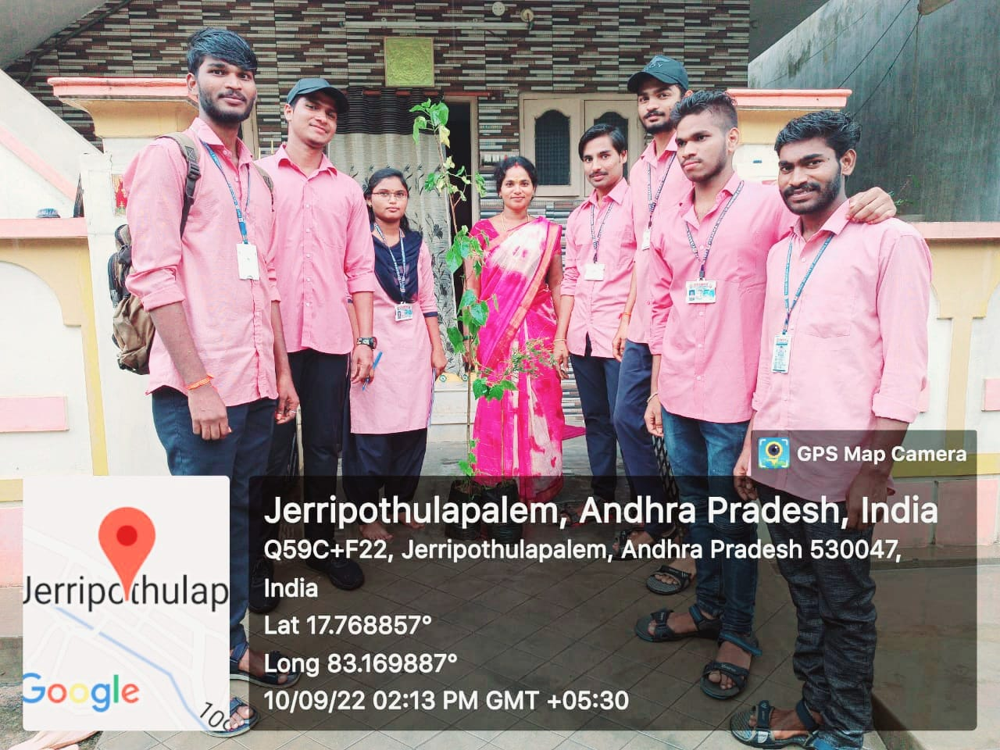 GPS Map Camera
Jerripothulapalem, Andhra Pradesh, India
Q59C+F22, Jerripothulapalem, Andhra Pradesh 530047,
India
Lat 17.768857°
Long 83.169887°
10/09/22 02:13 PM GMT +05:30
Jerripothulap
Google